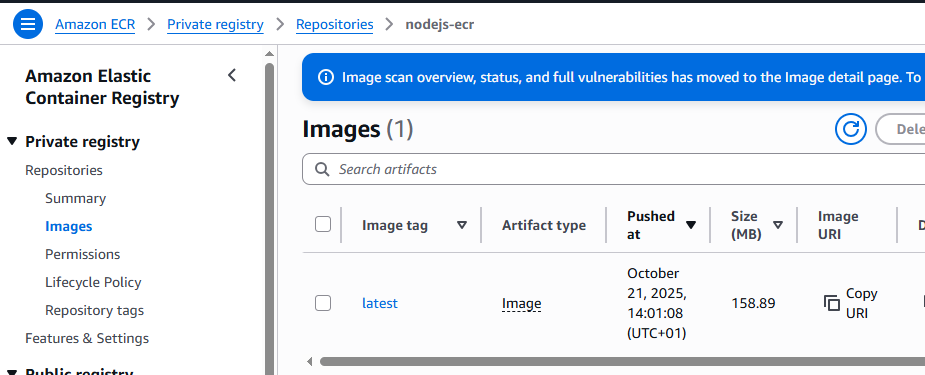 Amazon ECR > Private registry > Repositories > nodejs-ecr
Amazon Elastic
Container Registry
Private registry
Repositories
Summary
Images
Permissions
Lifecycle Policy
Repository tags
Features & Settings
Public registry
Image scan overview, status, and full vulnerabilities has moved to the Image detail page. To
Images (1)
Dele
Search artifacts
Image tag
Artifact type
Pushed
at
Size
(MB)
Image
URI
D
latest
Image
October
21, 2025,
14:01:08
(UTC+01)
158.89
Copy
URI